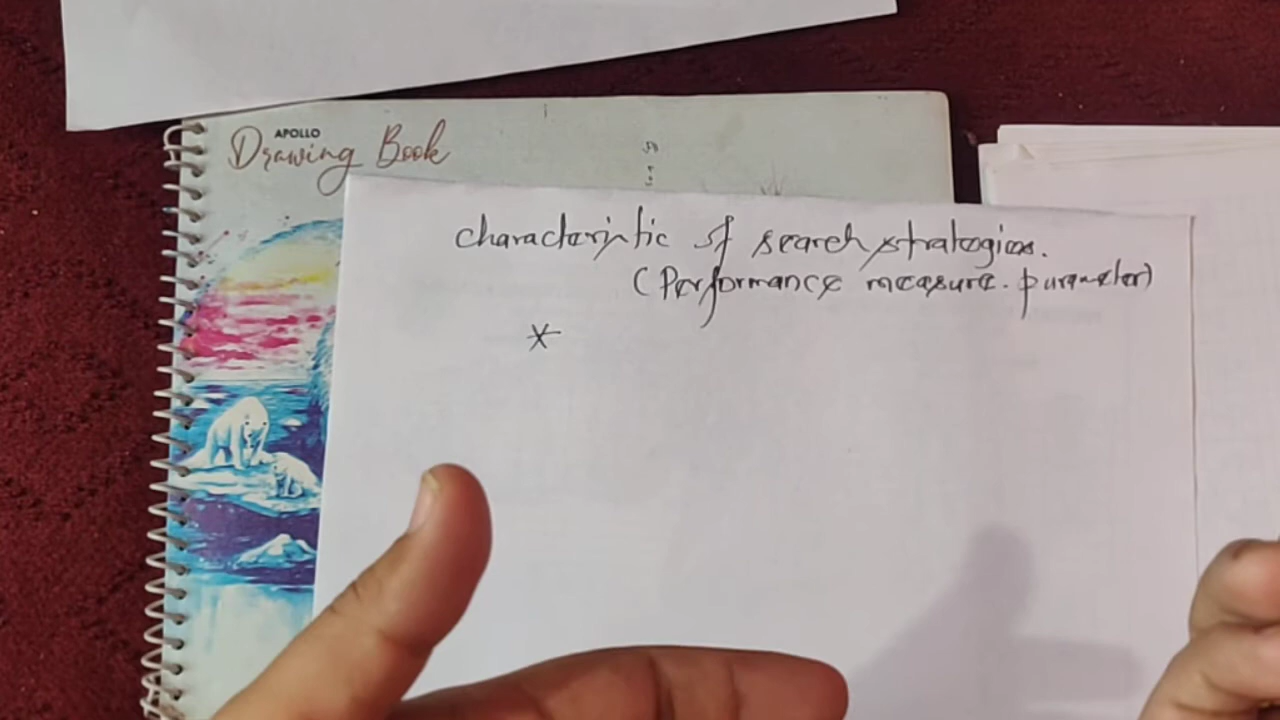 APOLLO
Drawing Book
characteristic of search strategies.
(Performance measure. parameter)
*